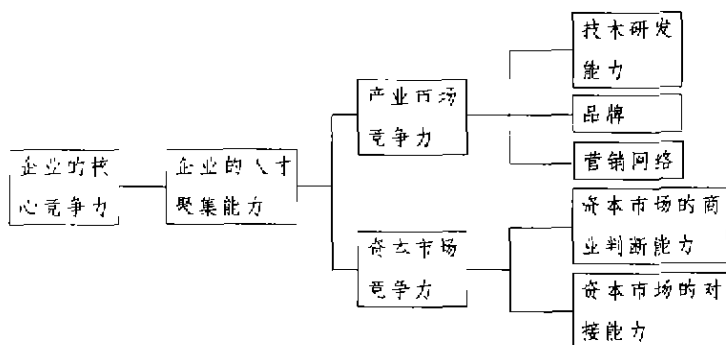 企业的核
心竞争力
企业的人才
聚集能力
产业市场
竞争力
资本市场
竞争力
技术研发
能力
品牌
营销网络
资本市场的商
业判断能力
资本市场的对
接能力